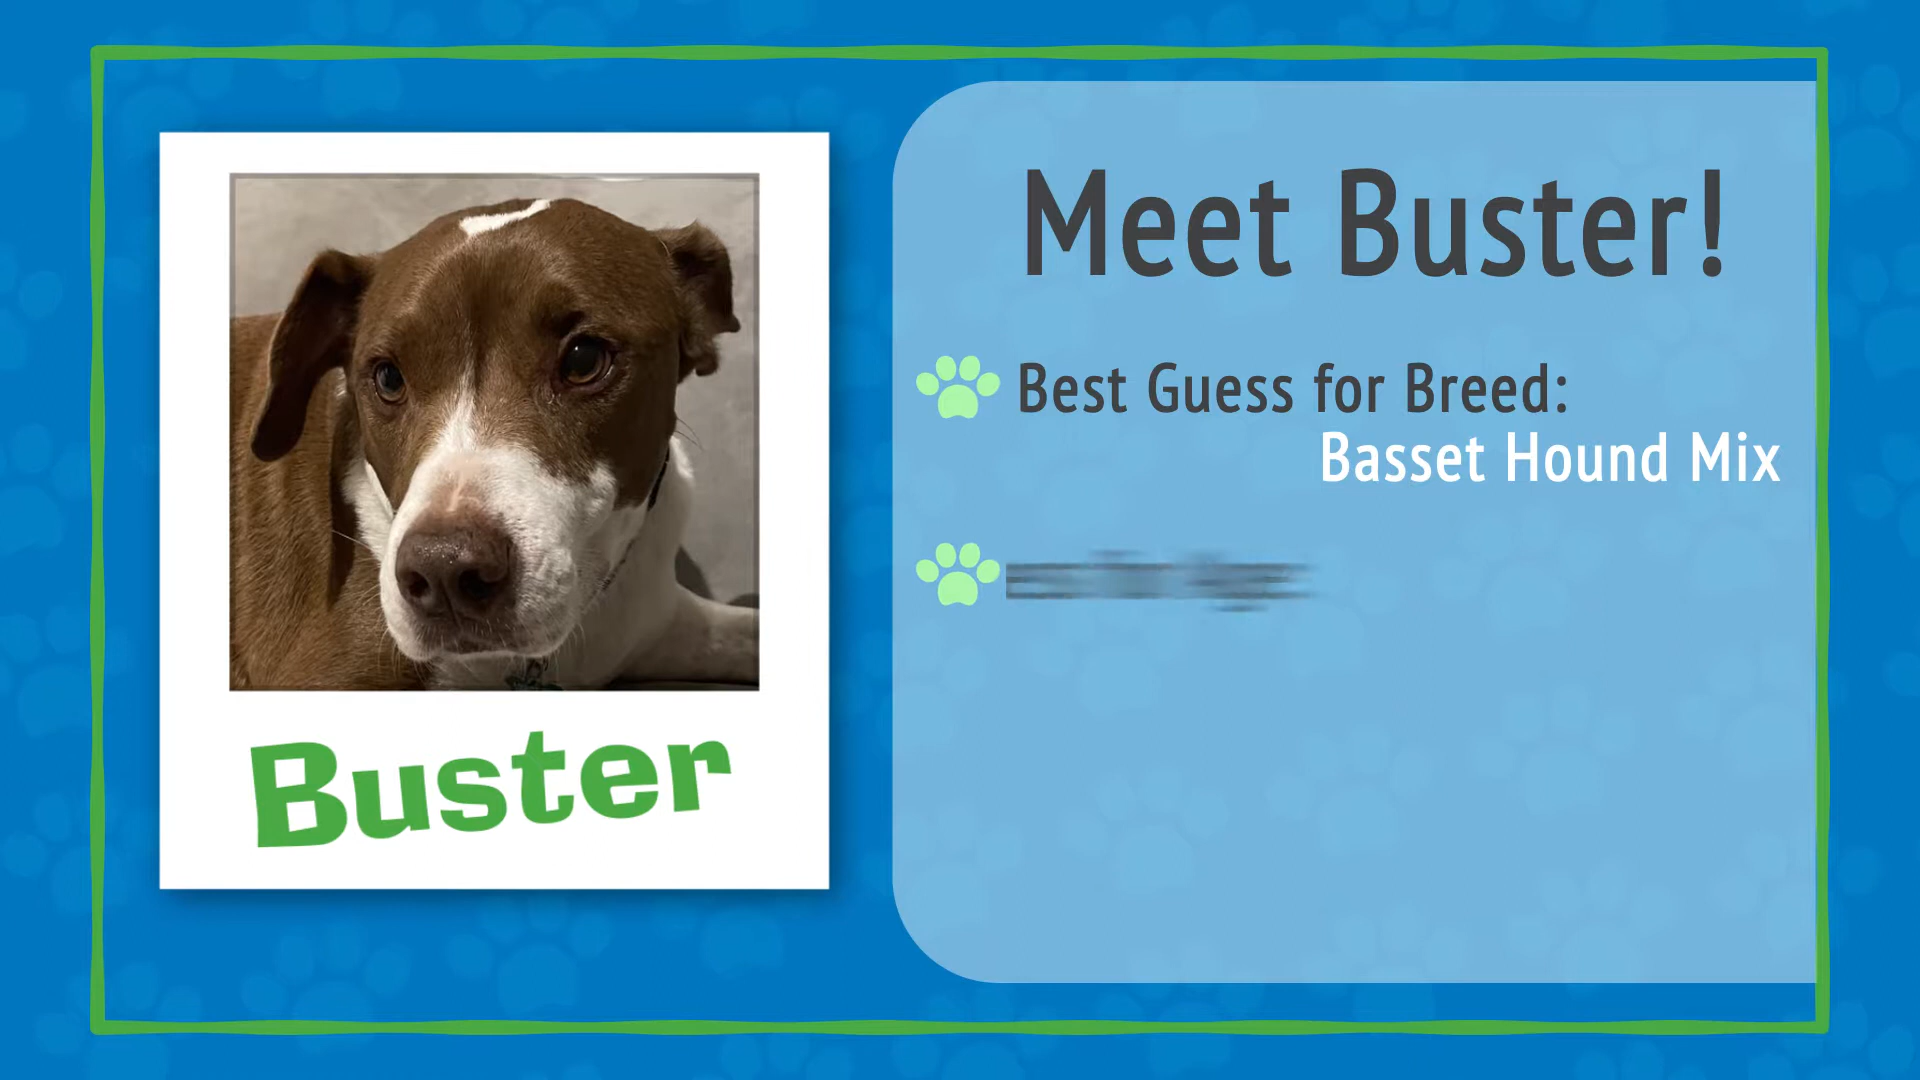 Meet Buster!
Best Guess for Breed:
Basset Hound Mix
Buster